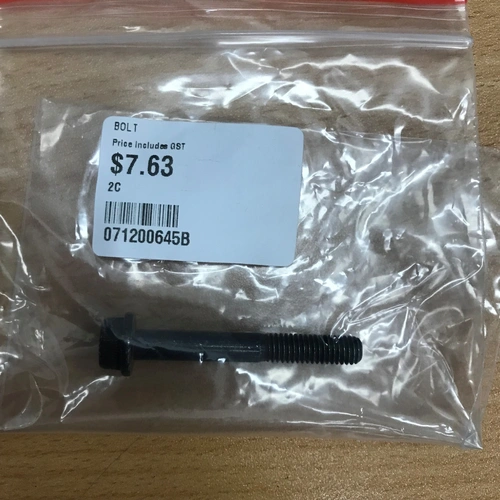 BOLT
Price includes GST
$7.63
2C
071200645B